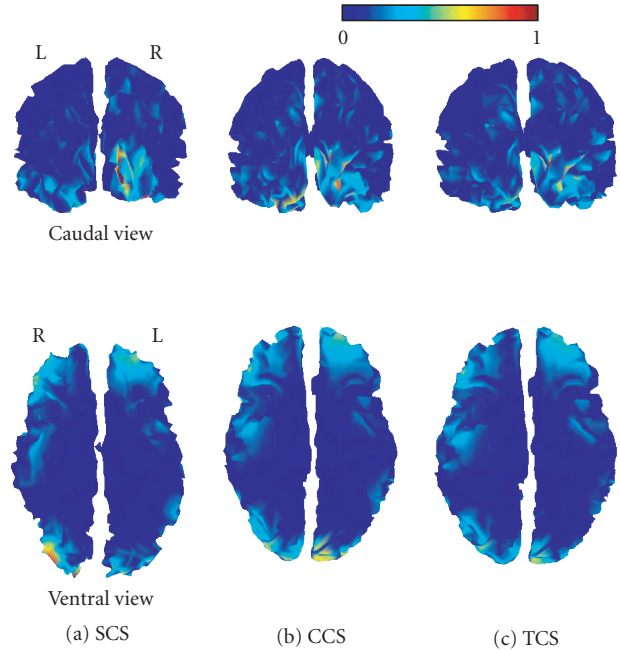 0 1
L R
Caudal view
R L
Ventral view
(a) SCS (b) CCS (c) TCS